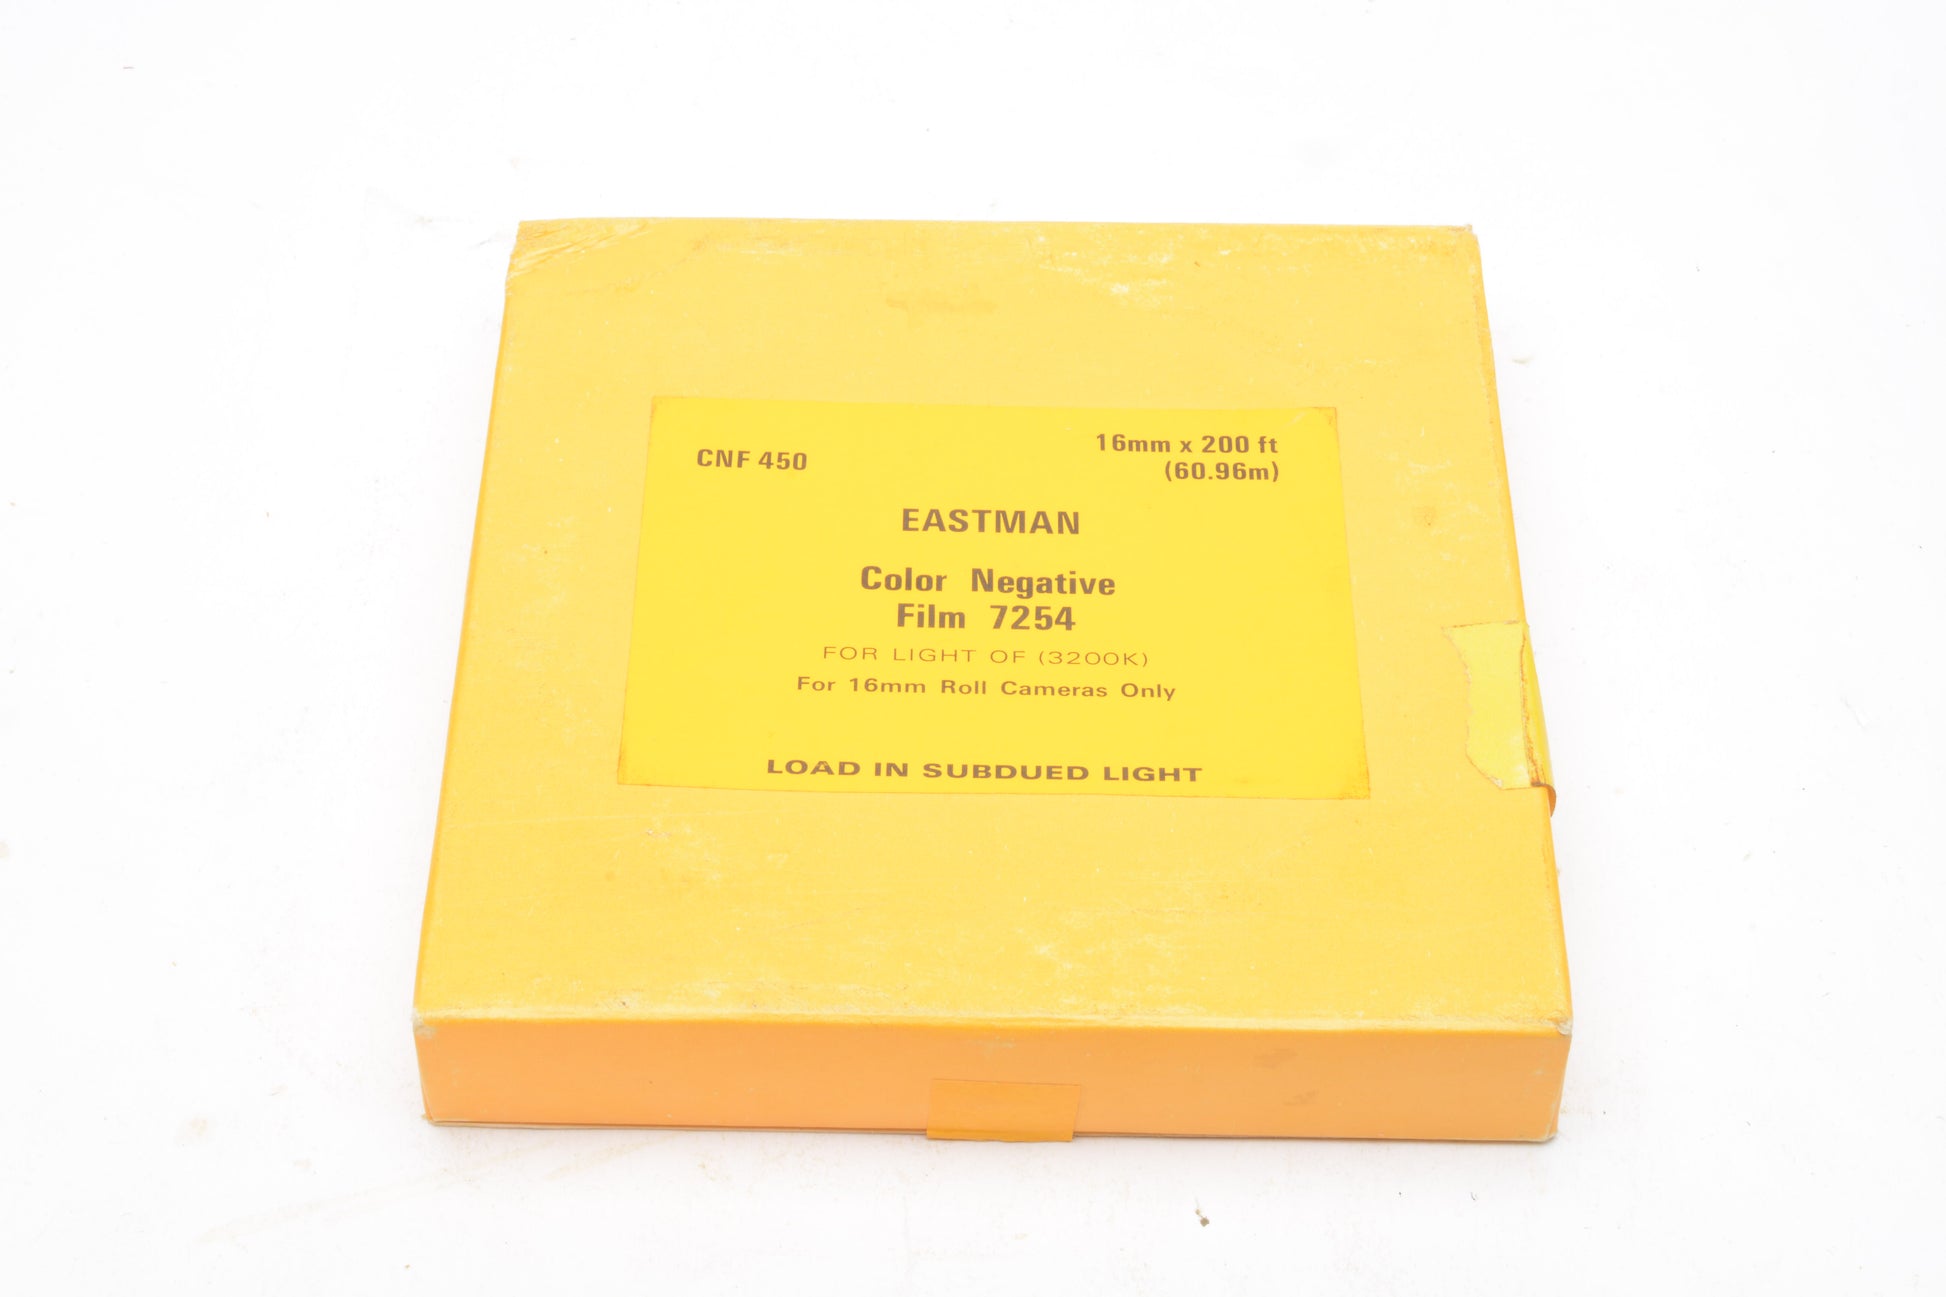 CNF 450
16mm x 200 ft
(60.96m)
EASTMAN
Color Negative
Film 7254
FOR LIGHT OF (3200K)
For 16mm Roll Cameras Only
LOAD IN SUBDUED LIGHT